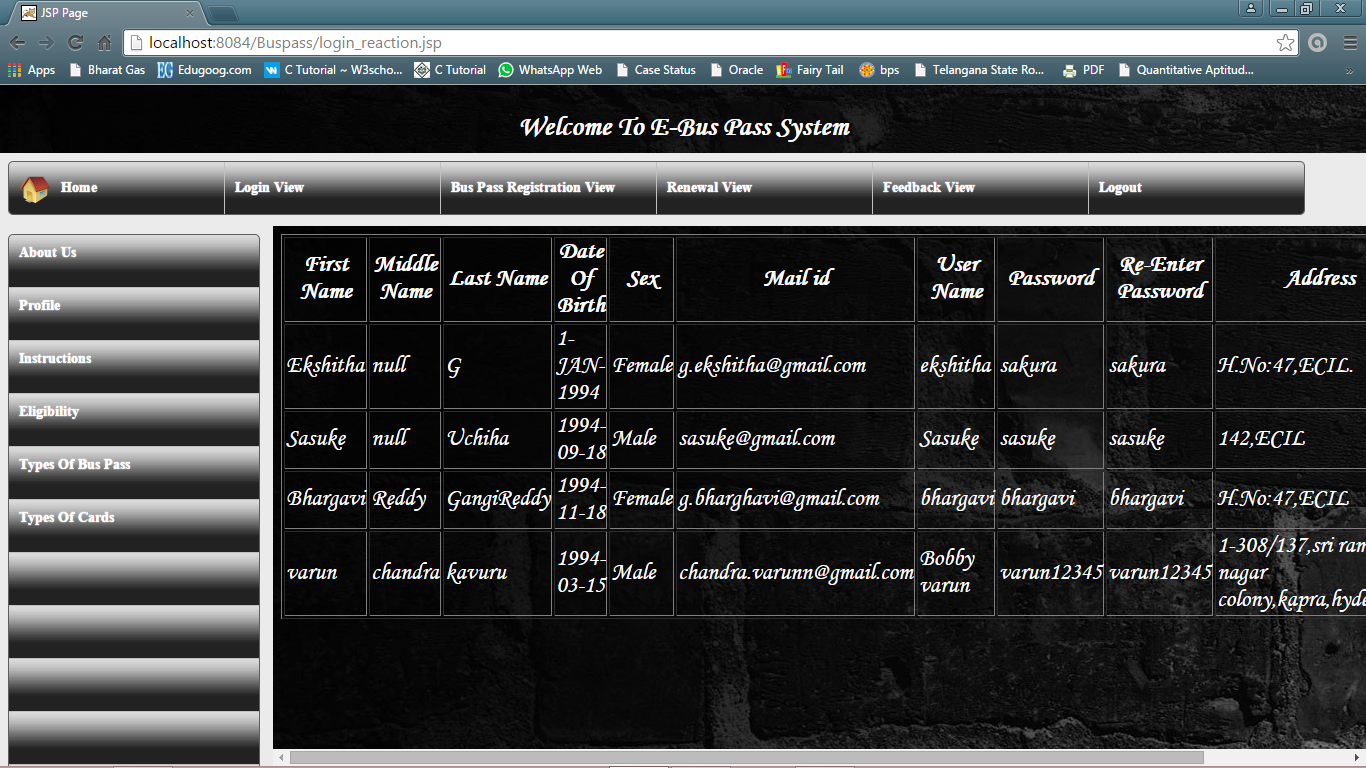 JSP Page
localhost:8084/Buspass/login_reaction.jsp
Apps Bharat Gas Edugoog.com C Tutorial ~ W3scho... C Tutorial WhatsApp Web Case Status Oracle Fairy Tail bps Telangana State Ro... PDF Quantitative Aptitud... »
Welcome To E-Bus Pass System
Home Login View Bus Pass Registration View Renewal View Feedback View Logout
About Us
Profile
Instructions
Eligibility
Types Of Bus Pass
Types Of Cards
First Name Middle Name Last Name Date Of Birth Sex Mail id User Name Password Re-Enter Password Address
Ekshitha null G 1-JAN-1994 Female g.ekshitha@gmail.com ekshitha sakura sakura H.No:47,ECIL.
Sasuke null Uchiha 1994-09-18 Male sasuke@gmail.com Sasuke sasuke sasuke 142,ECIL
Bhargavi Reddy GangiReddy 1994-11-18 Female g.bharghavi@gmail.com bhargavi bhargavi bhargavi H.No:47,ECIL
varun chandra kavuru 1994-03-15 Male chandra.varunn@gmail.com Bobby varun varun12345 varun12345 1-308/137,sri ram nagar colony,kapra,hyde